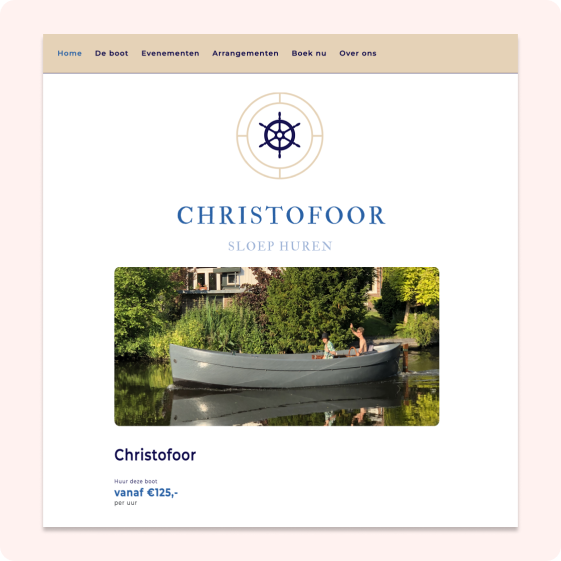 Home De boot Evenementen Arrangementen Boek nu Over ons
CHRISTOFOOR
SLOEP HUREN
Christofoor
Huur deze boot
vanaf €125,-
per uur